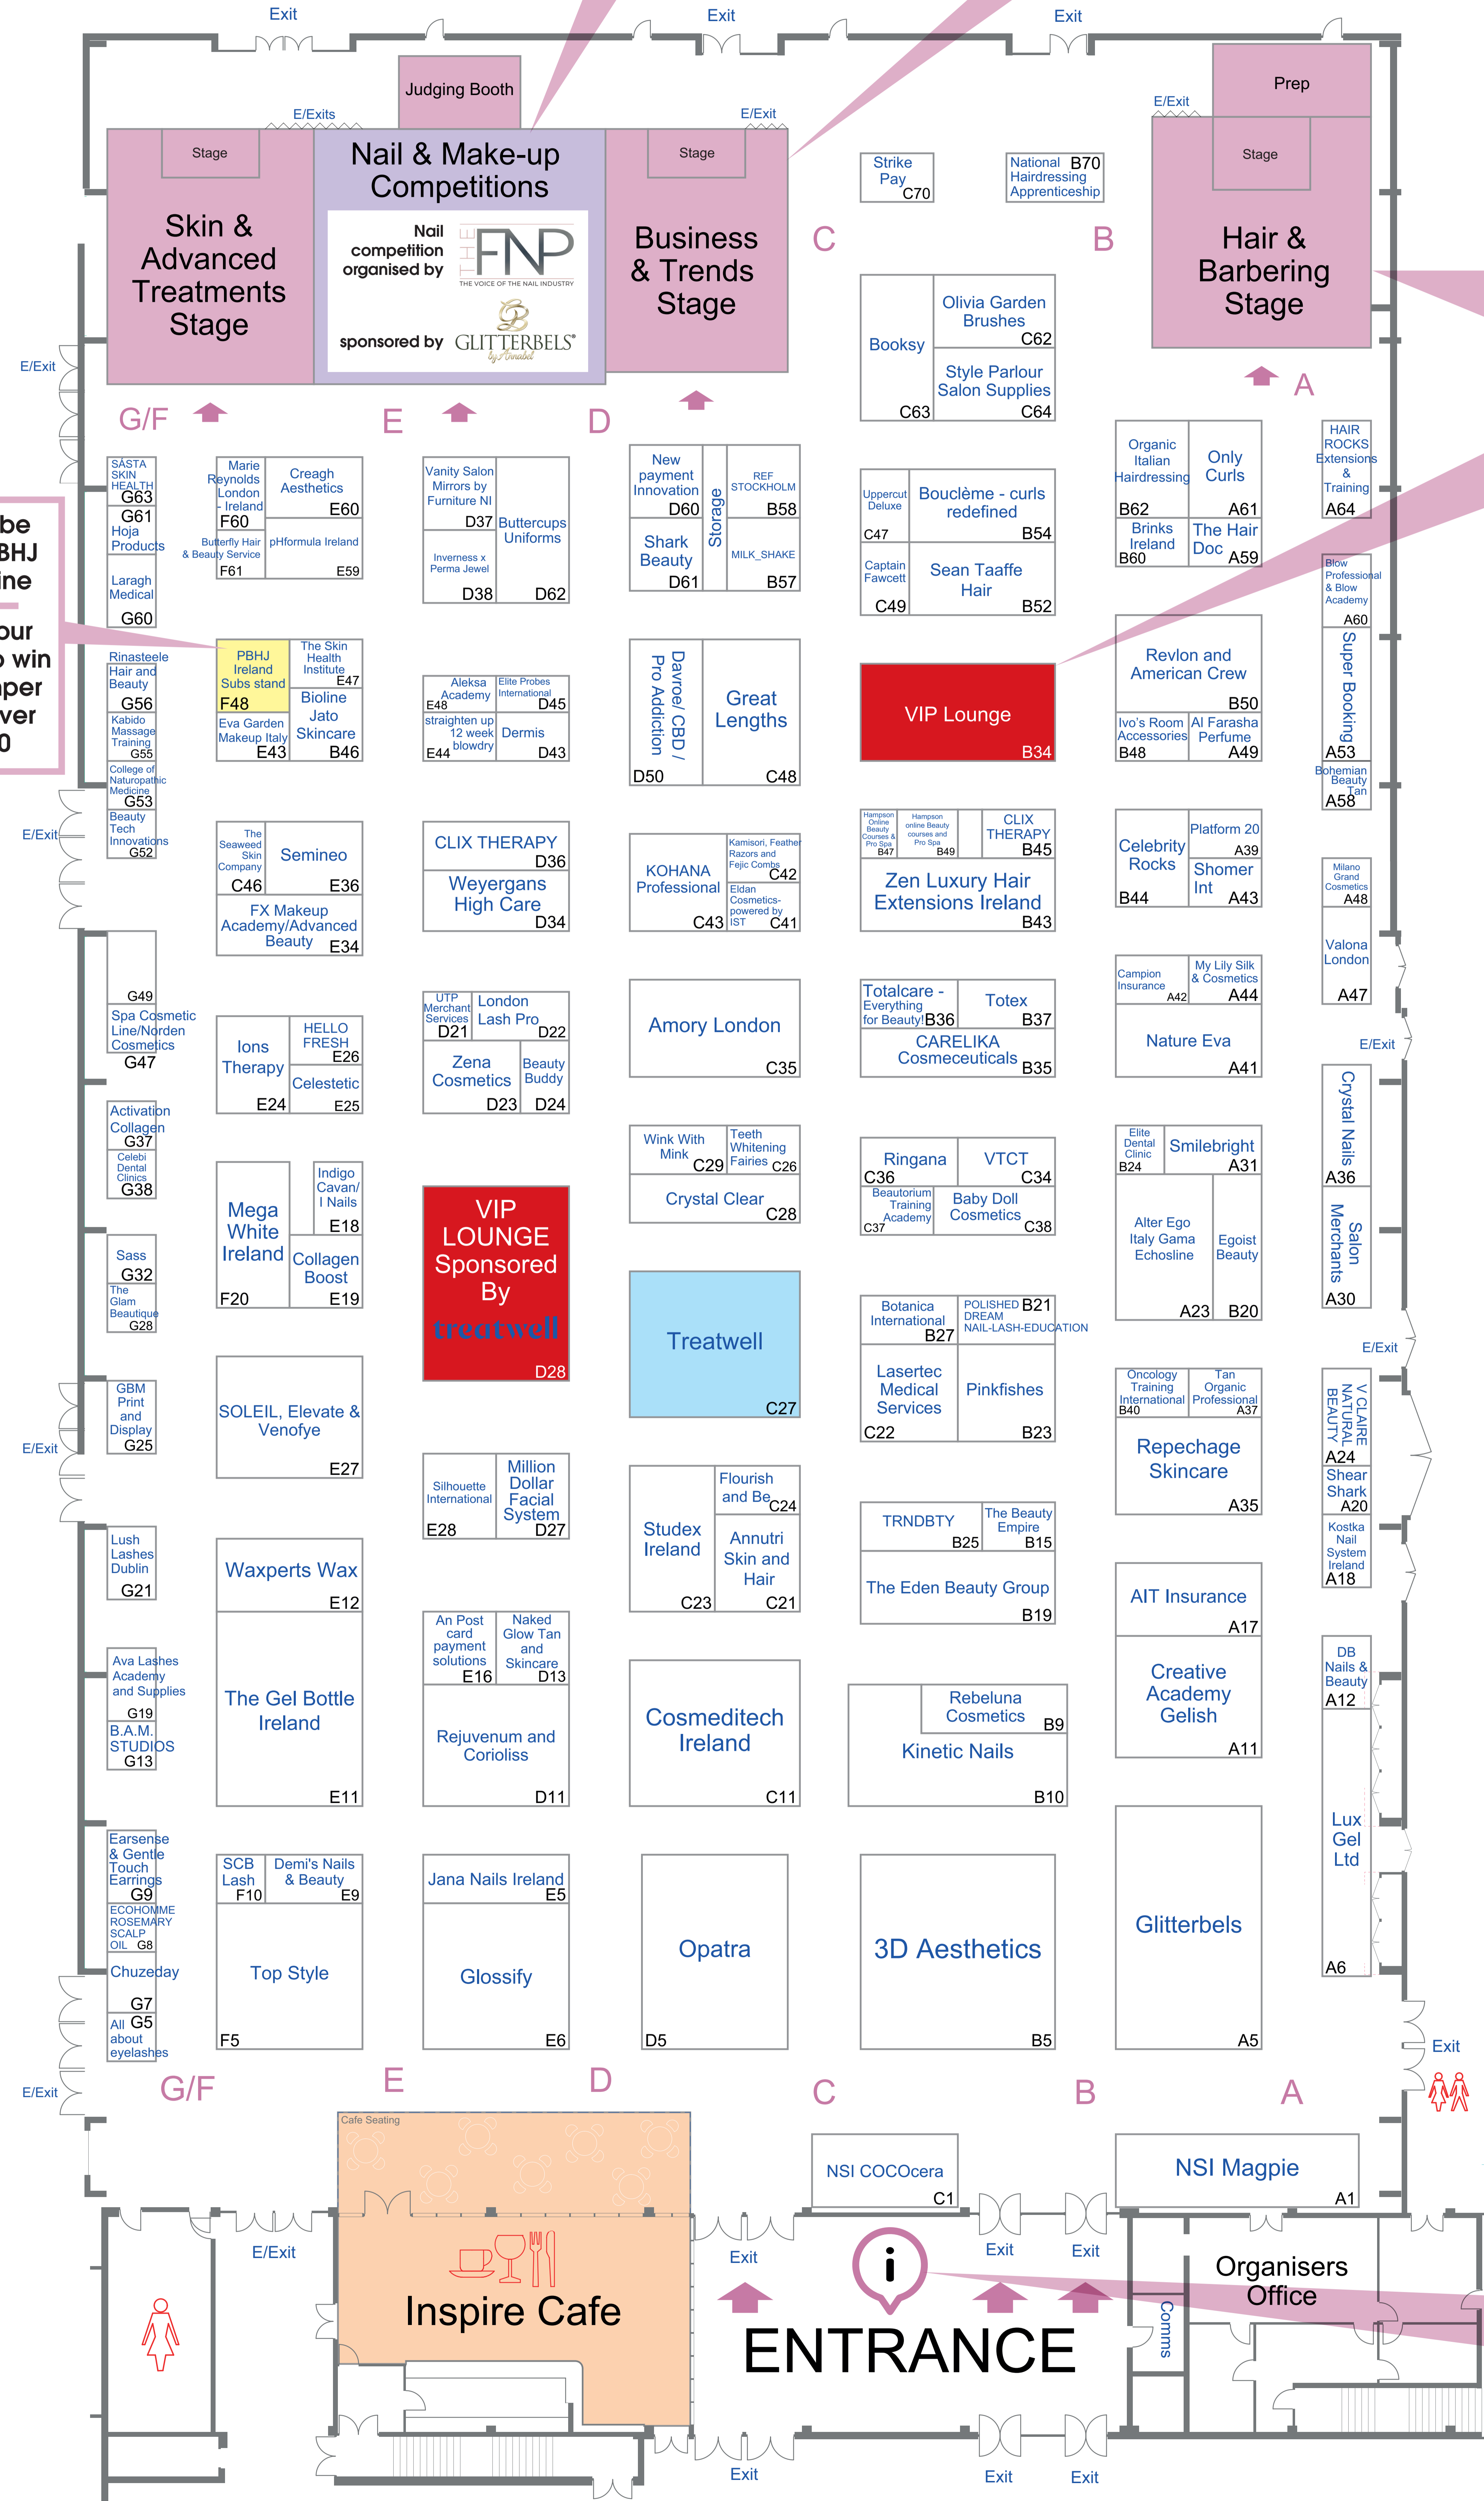 Exit
Exit
Exit
Judging Booth
Prep
E/Exits
E/Exit
E/Exit
Stage
Stage
Stage
Nail & Make-up
Competitions
Nail
competition
organised by
THE
FNP
THE VOICE OF THE NAIL INDUSTRY
sponsored by
GLITTERBELS®
by Annabel
Skin &
Advanced
Treatments
Stage
Business
& Trends
Stage
Hair &
Barbering
Stage
Strike
Pay
C70
National B70
Hairdressing
Apprenticeship
C
B
Booksy
C63
Olivia Garden
Brushes
C62
Style Parlour
Salon Supplies
C64
E/Exit
G/F
E
D
A
SÁSTA
SKIN
HEALTH
G63
G61
Hoja
Products
Laragh
Medical
G60
Marie
Reynolds
London
- Ireland
F60
Creagh
Aesthetics
E60
Butterfly Hair
& Beauty Service
F61
pHformula Ireland
E59
Vanity Salon
Mirrors by
Furniture NI
D37
Buttercups
Uniforms
D62
Inverness x
Perma Jewel
D38
New
payment
Innovation
D60
Storage
REF
STOCKHOLM
B58
Shark
Beauty
D61
MILK_SHAKE
B57
Uppercut
Deluxe
C47
Bouclème - curls
redefined
B54
Captain
Fawcett
C49
Sean Taaffe
Hair
B52
Organic
Italian
Hairdressing
B62
Only
Curls
A61
Brinks
Ireland
B60
The Hair
Doc
A59
HAIR
ROCKS
Extensions
&
Training
A64
Blow
Professional
& Blow
Academy
A60
Super Booking
A53
Bohemian
Beauty
Tan
A58
be
BHJ
ine
our
o win
per
ver
0
Rinasteele
Hair and
Beauty
G56
Kabido
Massage
Training
G55
College of
Naturopathic
Medicine
G53
Beauty
Tech
Innovations
G52
PBHJ
Ireland
Subs stand
F48
The Skin
Health
Institute
E47
Eva Garden
Makeup Italy
E43
Bioline
Jato
Skincare
B46
Aleksa
Academy
E48
Elite Probes
International
D45
straighten up
12 week
blowdry
E44
Dermis
D43
Davroe/ CBD /
Pro Addiction
D50
Great
Lengths
C48
VIP Lounge
B34
Revlon and
American Crew
B50
Ivo's Room
Accessories
B48
Al Farasha
Perfume
A49
E/Exit
The
Seaweed
Skin
Company
C46
Semineo
E36
FX Makeup
Academy/Advanced
Beauty
E34
CLIX THERAPY
D36
Weyergans
High Care
D34
KOHANA
Professional
C43
Kamisori, Feather
Razors and
Fejic Combs
C42
Eldan
Cosmetics-
powered by
IST
C41
Hampson
Online
Beauty
Courses &
Pro Spa
B47
Hampson
online Beauty
courses and
Pro Spa
B49
CLIX
THERAPY
B45
Zen Luxury Hair
Extensions Ireland
B43
Celebrity
Rocks
B44
Platform 20
A39
Shomer
Int
A43
Milano
Grand
Cosmetics
A48
Valona
London
A47
G49
Spa Cosmetic
Line/Norden
Cosmetics
G47
Ions
Therapy
E24
HELLO
FRESH
E26
Celestetic
E25
UTP
Merchant
Services
D21
London
Lash Pro
D22
Zena
Cosmetics
D23
Beauty
Buddy
D24
Amory London
C35
Totalcare -
Everything
for Beauty!
B36
Totex
B37
CARELIKA
Cosmeceuticals
B35
Campion
Insurance
A42
My Lily Silk
& Cosmetics
A44
Nature Eva
A41
E/Exit
Activation
Collagen
G37
Celebi
Dental
Clinics
G38
Mega
White
Ireland
F20
Indigo
Cavan/
I Nails
E18
Collagen
Boost
E19
VIP
LOUNGE
Sponsored
By
treatwell
D28
Wink With
Mink
C29
Teeth
Whitening
Fairies
C26
Crystal Clear
C28
Ringana
C36
VTCT
C34
Beautorium
Training
Academy
C37
Baby Doll
Cosmetics
C38
Elite
Dental
Clinic
B24
Smilebright
A31
Alter Ego
Italy Gama
Echosline
A23
Egoist
Beauty
B20
Crystal Nails
A36
Salon
Merchants
A30
Sass
G32
The
Glam
Beautique
G28
Treatwell
C27
Botanica
International
B27
POLISHED B21
DREAM
NAIL-LASH-EDUCATION
Lasertec
Medical
Services
C22
Pinkfishes
B23
E/Exit
GBM
Print
and
Display
G25
SOLEIL, Elevate &
Venofye
E27
Oncology
Training
International
B40
Tan
Organic
Professional
A37
Repechage
Skincare
A35
V CLAIRE
NATURAL
BEAUTY
A24
Shear
Shark
A20
Kostka
Nail
System
Ireland
A18
E/Exit
Silhouette
International
E28
Million
Dollar
Facial
System
D27
Studex
Ireland
C23
Flourish
and Be
C24
Annutri
Skin and
Hair
C21
TRNDBTY
B25
The Beauty
Empire
B15
The Eden Beauty Group
B19
Lush
Lashes
Dublin
G21
Waxperts Wax
E12
The Gel Bottle
Ireland
E11
An Post
card
payment
solutions
E16
Naked
Glow Tan
and
Skincare
D13
Rejuvenum and
Corioliss
D11
Cosmeditech
Ireland
C11
Rebeluna
Cosmetics
B9
Kinetic Nails
B10
AIT Insurance
A17
Creative
Academy
Gelish
A11
DB
Nails &
Beauty
A12
Lux
Gel
Ltd
A6
Ava Lashes
Academy
and Supplies
G19
B.A.M.
STUDIOS
G13
Earsense
& Gentle
Touch
Earrings
G9
ECOHOMME
ROSEMARY
SCALP
OIL G8
Chuzeday
G7
All G5
about
eyelashes
SCB
Lash
F10
Demi's Nails
& Beauty
E9
Top Style
F5
Jana Nails Ireland
E5
Glossify
E6
Opatra
D5
3D Aesthetics
B5
Glitterbels
A5
Exit
E/Exit
G/F
E
D
C
B
A
Cafe Seating
NSI COCOcera
C1
NSI Magpie
A1
E/Exit
Exit
Exit
Exit
i
Inspire Cafe
ENTRANCE
Organisers
Office
Comms
Exit
Exit
Exit